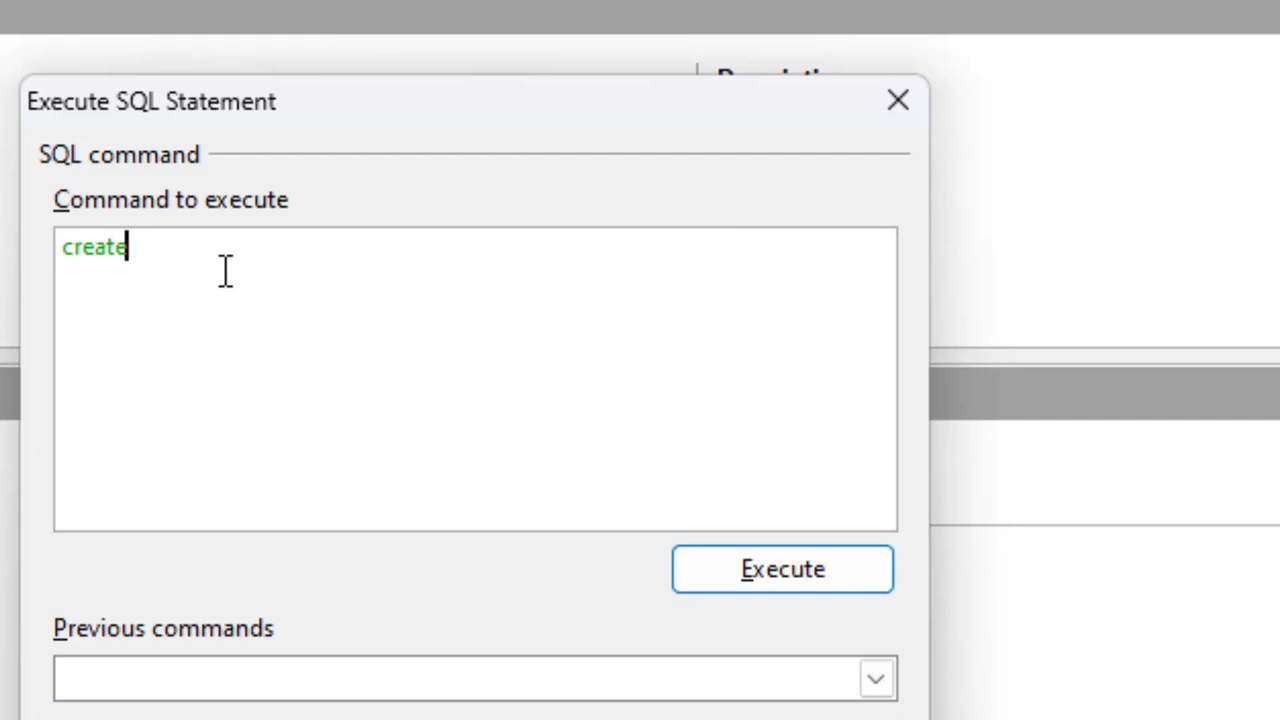 Execute SQL Statement
SQL command
Command to execute
create
Execute
Previous commands